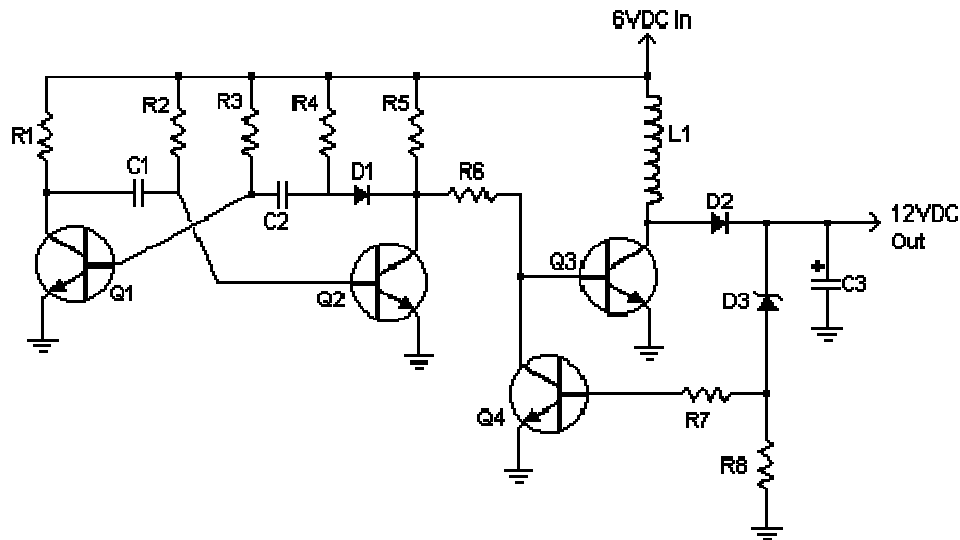 6VDC In
R1
R2
R3
R4
R5
L1
C1
C2
D1
R6
D2
12VDC
Out
Q1
Q2
Q3
D3
+
C3
Q4
R7
R8